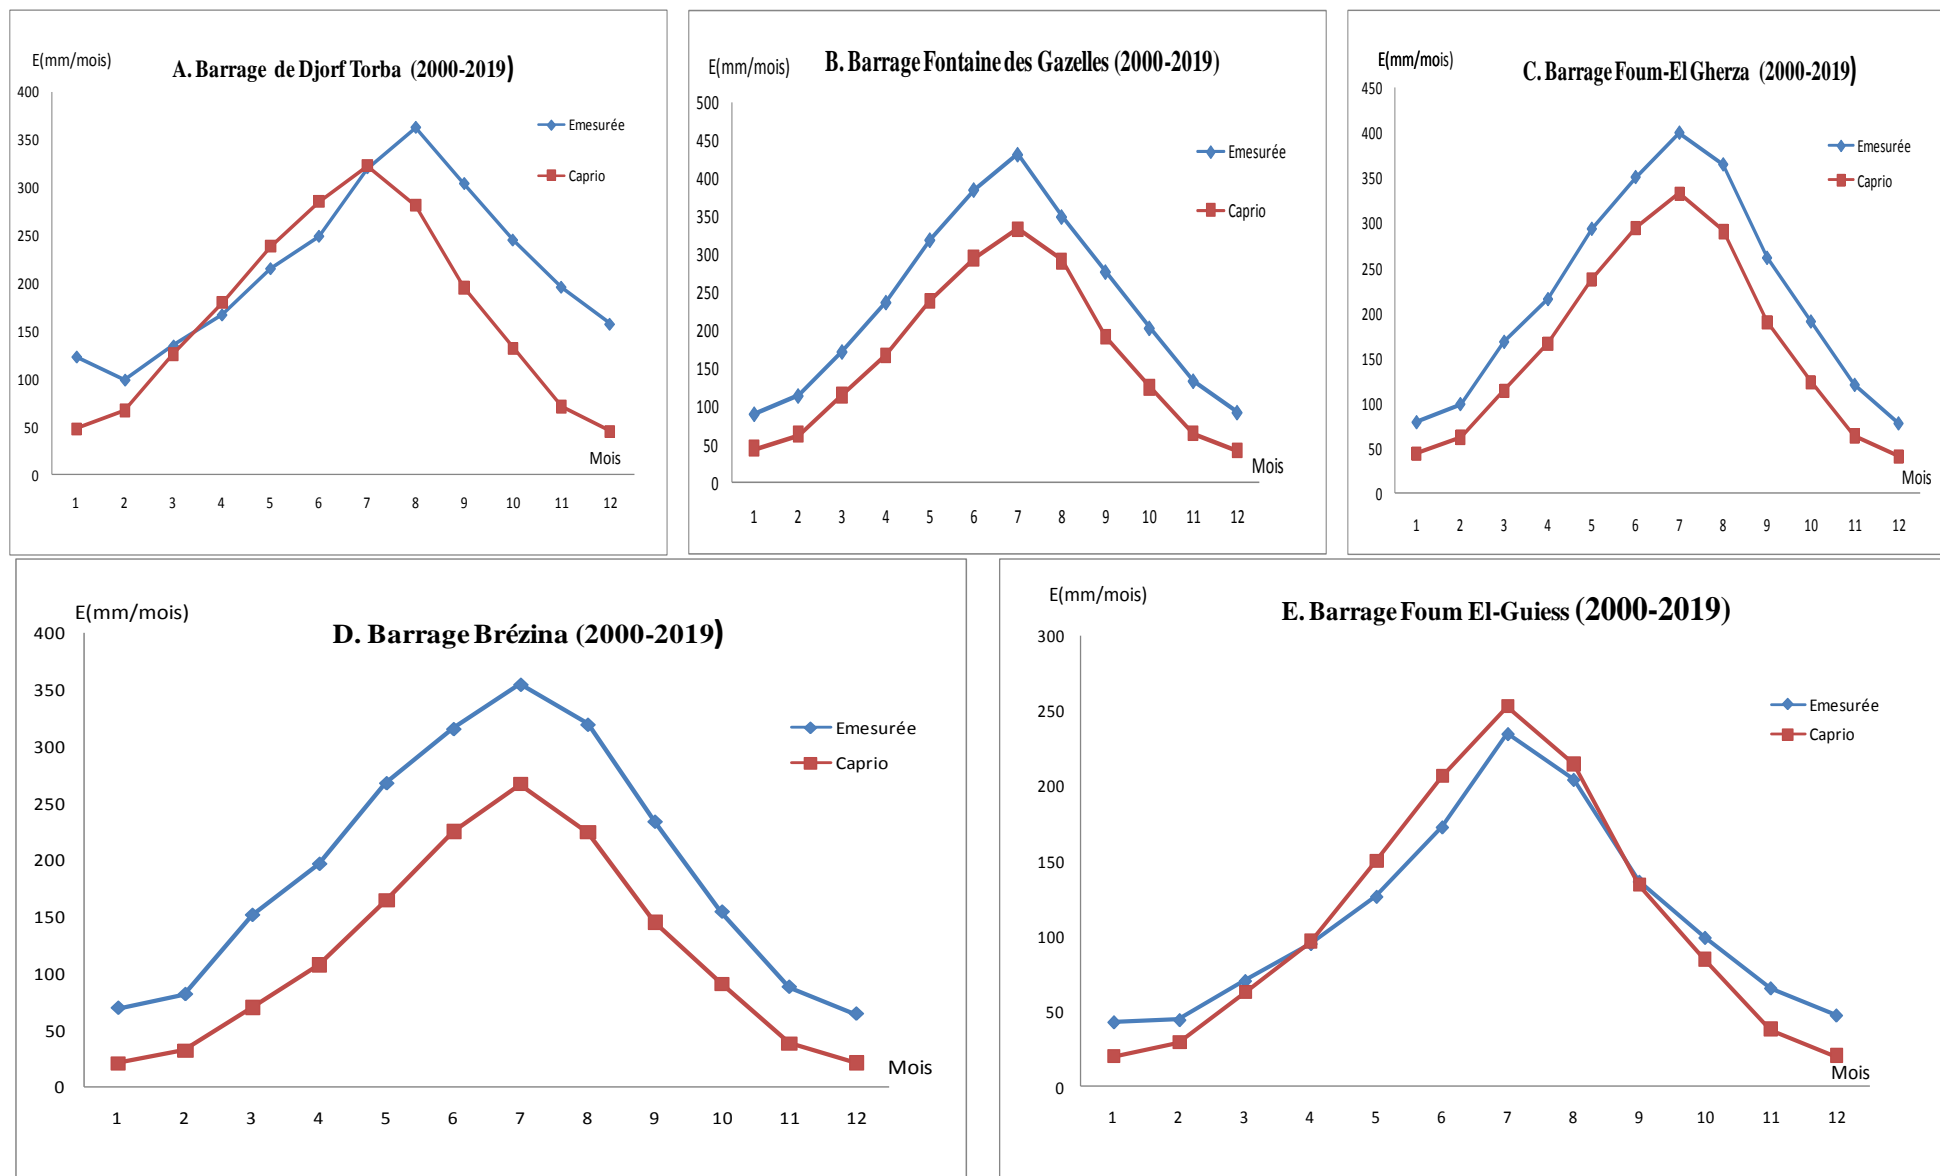 E(mm/mois)
A. Barrage de Djorf Torba (2000-2019)
400
350
300
250
200
150
100
50
0
Emesurée
Caprio
Mois
1 2 3 4 5 6 7 8 9 10 11 12
E(mm/mois)
B. Barrage Fontaine des Gazelles (2000-2019)
500
450
400
350
300
250
200
150
100
50
0
Emesurée
Caprio
Mois
1 2 3 4 5 6 7 8 9 10 11 12
E(mm/mois)
C. Barrage Foum-El Gherza (2000-2019)
450
400
350
300
250
200
150
100
50
0
Emesurée
Caprio
Mois
1 2 3 4 5 6 7 8 9 10 11 12
E(mm/mois)
D. Barrage Brézina (2000-2019)
400
350
300
250
200
150
100
50
0
Emesurée
Caprio
Mois
1 2 3 4 5 6 7 8 9 10 11 12
E(mm/mois)
E. Barrage Foum El-Guiess (2000-2019)
300
250
200
150
100
50
0
Emesurée
Caprio
Mois
1 2 3 4 5 6 7 8 9 10 11 12